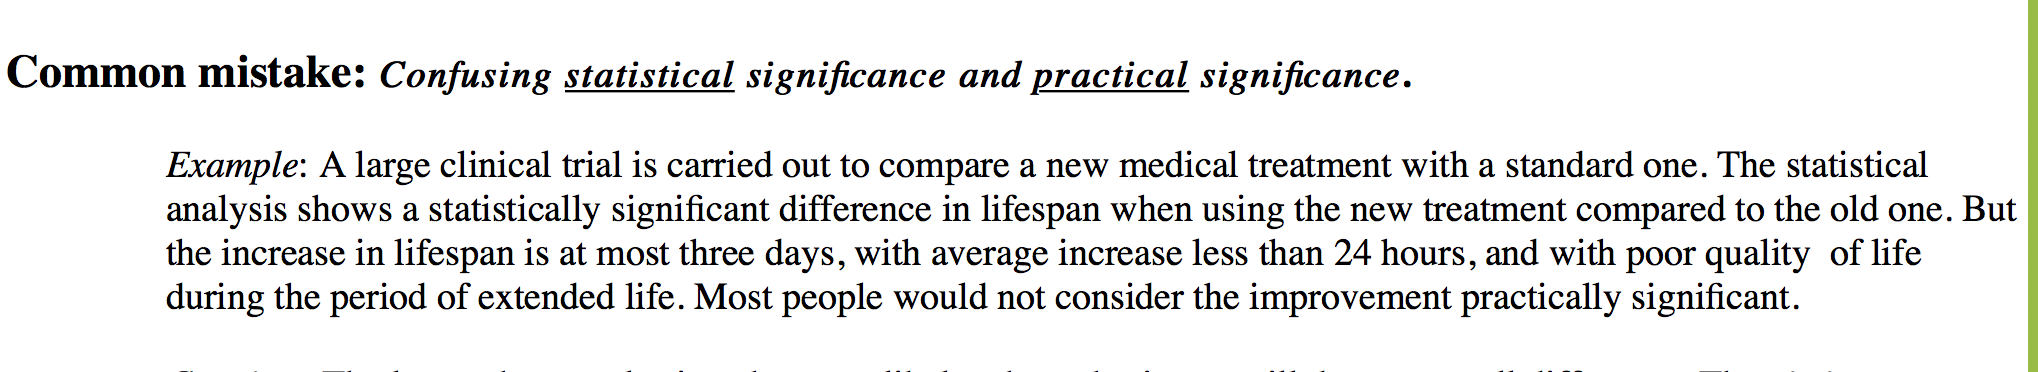 Common mistake: Confusing statistical significance and practical significance.
Example: A large clinical trial is carried out to compare a new medical treatment with a standard one. The statistical
analysis shows a statistically significant difference in lifespan when using the new treatment compared to the old one. But
the increase in lifespan is at most three days, with average increase less than 24 hours, and with poor quality  of life
during the period of extended life. Most people would not consider the improvement practically significant.